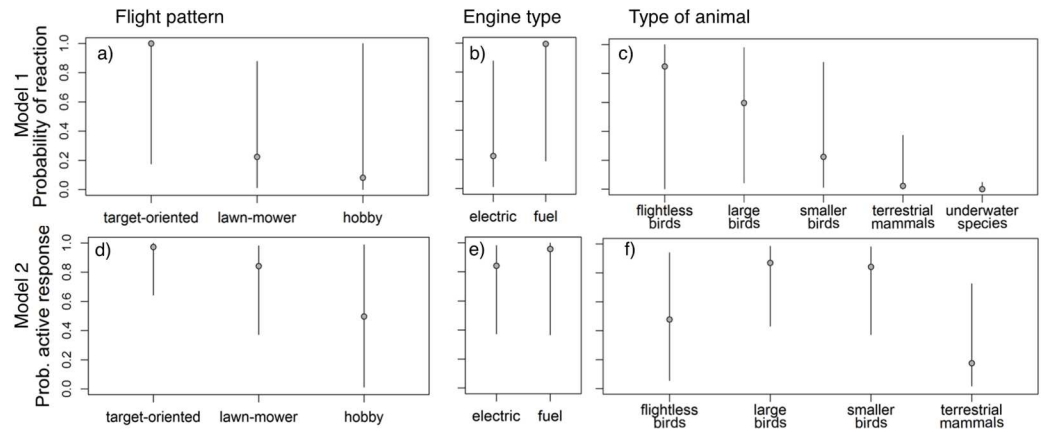 Flight pattern Engine type Type of animal
Model 1
Probability of reaction
a) b) c)
1.0
0.8
0.6
0.4
0.2
0.0
target-oriented lawn-mower hobby electric fuel
flightless birds
large birds
smaller birds
terrestrial mammals
underwater species
Model 2
Prob. active response
d) e) f)
1.0
0.8
0.6
0.4
0.2
0.0
target-oriented lawn-mower hobby electric fuel
flightless birds
large birds
smaller birds
terrestrial mammals